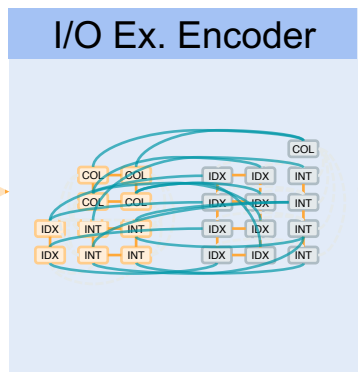 I/O Ex. Encoder
COL
COL COL IDX IDX INT
COL COL IDX IDX INT
IDX INT INT IDX IDX INT
IDX INT INT IDX IDX INT